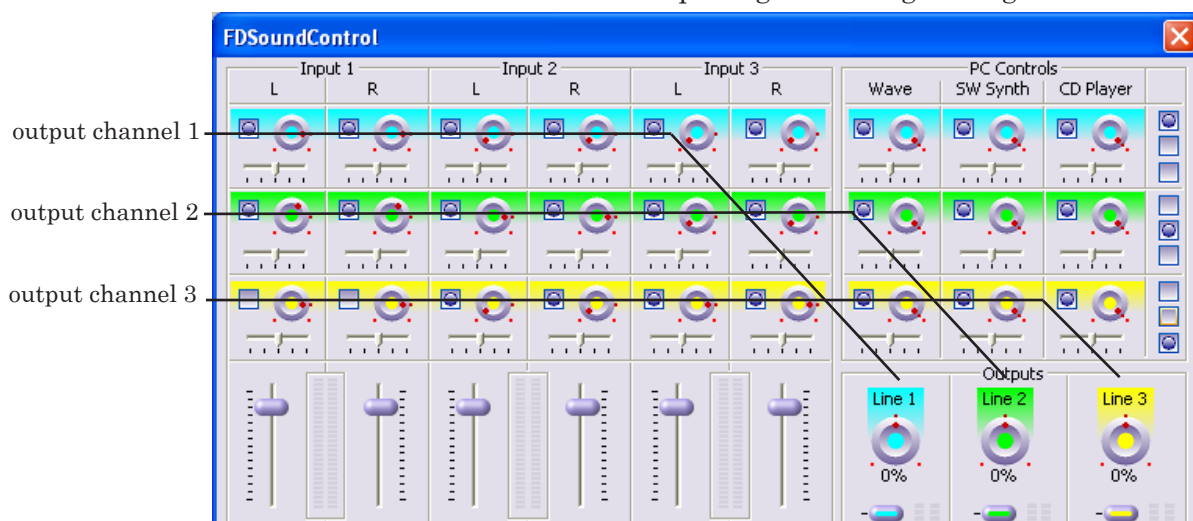 FDSoundControl
Input 1 Input 2 Input 3 PC Controls
L R L R L R Wave SW Synth CD Player
output channel 1
output channel 2
output channel 3
Outputs
Line 1 Line 2 Line 3
0% 0% 0%